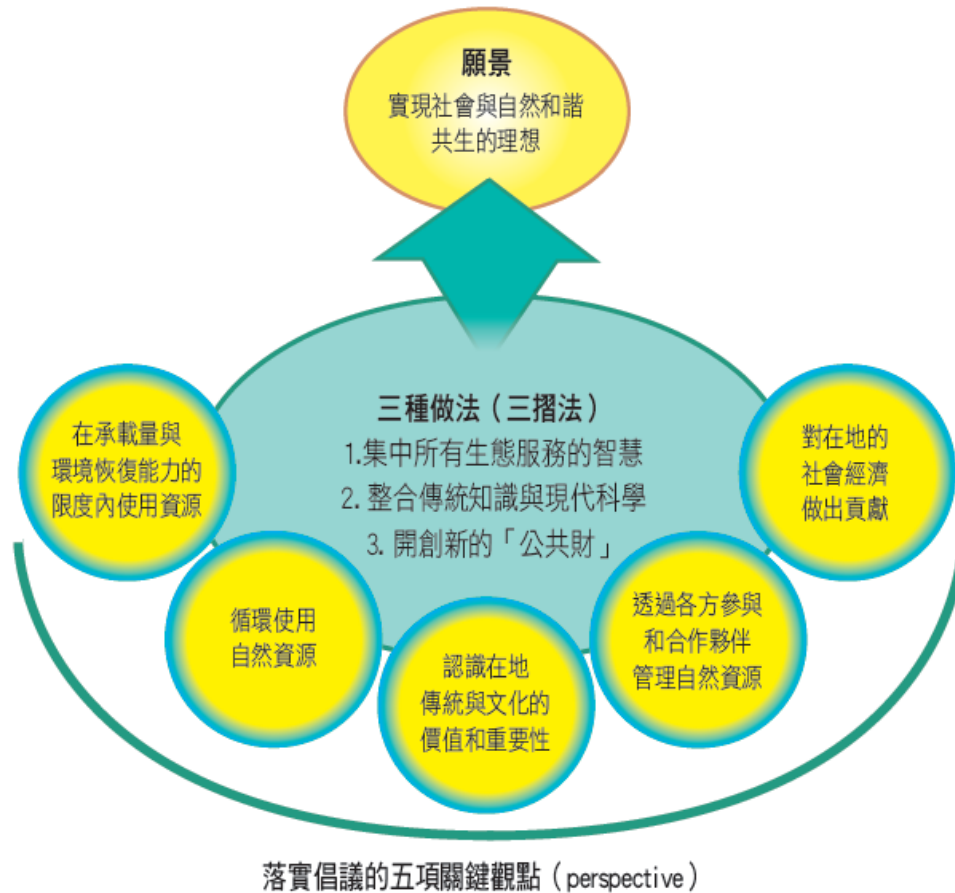 願景
實現社會與自然和諧
共生的理想
三種做法（三摺法）
1.集中所有生態服務的智慧
2. 整合傳統知識與現代科學
3. 開創新的「公共財」
在承載量與
環境恢復能力的
限度內使用資源
循環使用
自然資源
認識在地
傳統與文化的
價值和重要性
透過各方參與
和合作夥伴
管理自然資源
對在地的
社會經濟
做出貢獻
落實倡議的五項關鍵觀點（perspective）